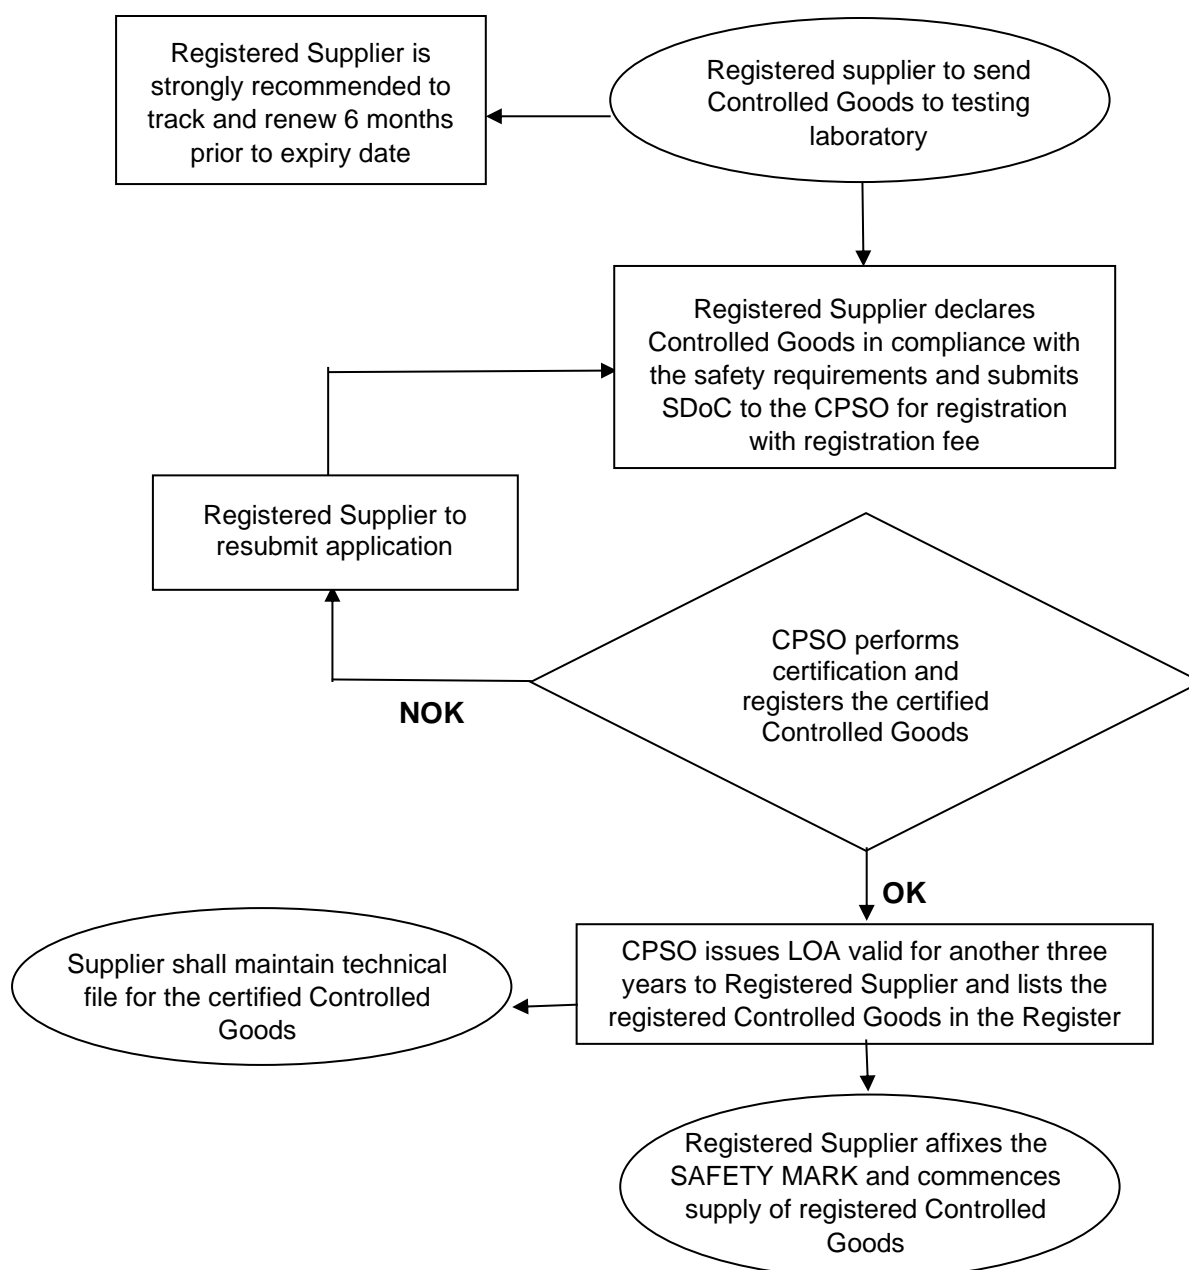 Registered Supplier is
strongly recommended to
track and renew 6 months
prior to expiry date
Registered supplier to send
Controlled Goods to testing
laboratory
Registered Supplier declares
Controlled Goods in compliance with
the safety requirements and submits
SDoC to the CPSO for registration
with registration fee
Registered Supplier to
resubmit application
CPSO performs
certification and
registers the certified
Controlled Goods
NOK
OK
Supplier shall maintain technical
file for the certified Controlled
Goods
CPSO issues LOA valid for another three
years to Registered Supplier and lists the
registered Controlled Goods in the Register
Registered Supplier affixes the
SAFETY MARK and commences
supply of registered Controlled
Goods